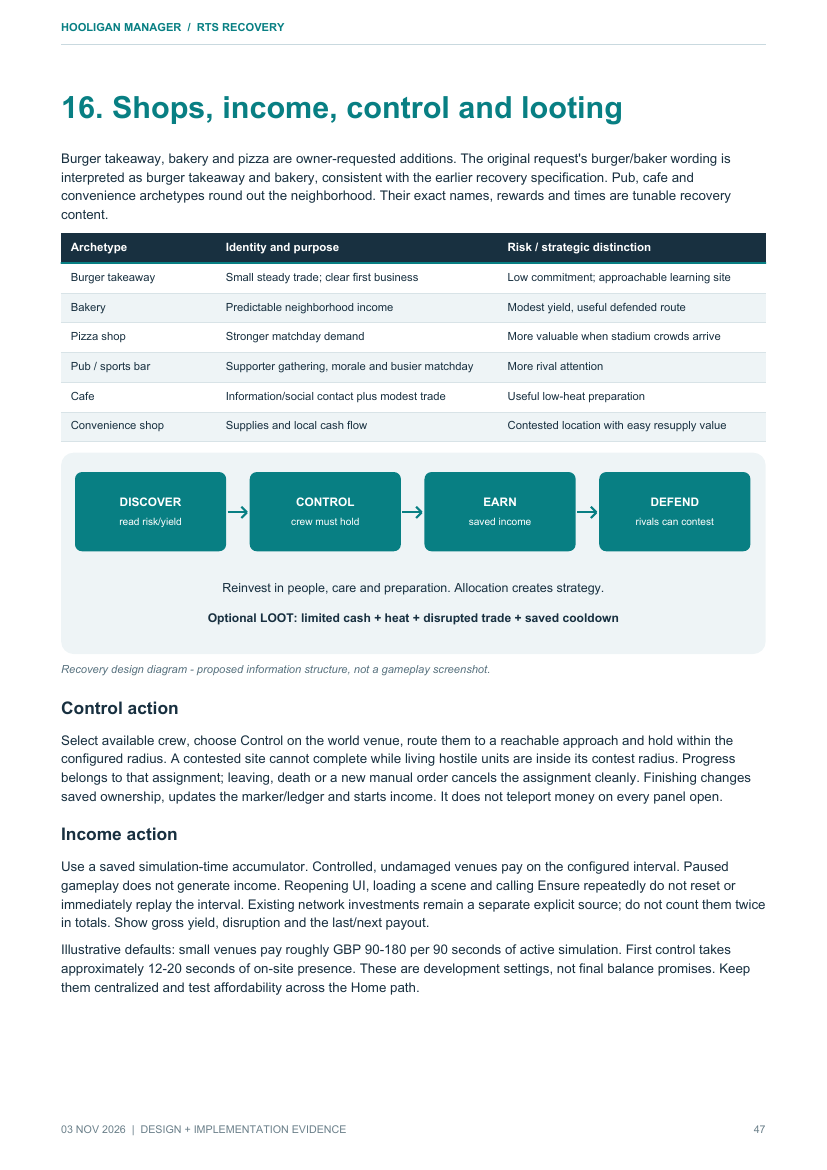 HOOLIGAN MANAGER / RTS RECOVERY
16. Shops, income, control and looting
Burger takeaway, bakery and pizza are owner-requested additions. The original request's burger/baker wording is
interpreted as burger takeaway and bakery, consistent with the earlier recovery specification. Pub, cafe and
convenience archetypes round out the neighborhood. Their exact names, rewards and times are tunable recovery
content.
Archetype Identity and purpose Risk / strategic distinction
Burger takeaway Small steady trade; clear first business Low commitment; approachable learning site
Bakery Predictable neighborhood income Modest yield, useful defended route
Pizza shop Stronger matchday demand More valuable when stadium crowds arrive
Pub / sports bar Supporter gathering, morale and busier matchday More rival attention
Cafe Information/social contact plus modest trade Useful low-heat preparation
Convenience shop Supplies and local cash flow Contested location with easy resupply value
DISCOVER
read risk/yield
CONTROL
crew must hold
EARN
saved income
DEFEND
rivals can contest
Reinvest in people, care and preparation. Allocation creates strategy.
Optional LOOT: limited cash + heat + disrupted trade + saved cooldown
Recovery design diagram - proposed information structure, not a gameplay screenshot.
Control action
Select available crew, choose Control on the world venue, route them to a reachable approach and hold within the
configured radius. A contested site cannot complete while living hostile units are inside its contest radius. Progress
belongs to that assignment; leaving, death or a new manual order cancels the assignment cleanly. Finishing changes
saved ownership, updates the marker/ledger and starts income. It does not teleport money on every panel open.
Income action
Use a saved simulation-time accumulator. Controlled, undamaged venues pay on the configured interval. Paused
gameplay does not generate income. Reopening UI, loading a scene and calling Ensure repeatedly do not reset or
immediately replay the interval. Existing network investments remain a separate explicit source; do not count them twice
in totals. Show gross yield, disruption and the last/next payout.
Illustrative defaults: small venues pay roughly GBP 90-180 per 90 seconds of active simulation. First control takes
approximately 12-20 seconds of on-site presence. These are development settings, not final balance promises. Keep
them centralized and test affordability across the Home path.
03 NOV 2026 | DESIGN + IMPLEMENTATION EVIDENCE 47